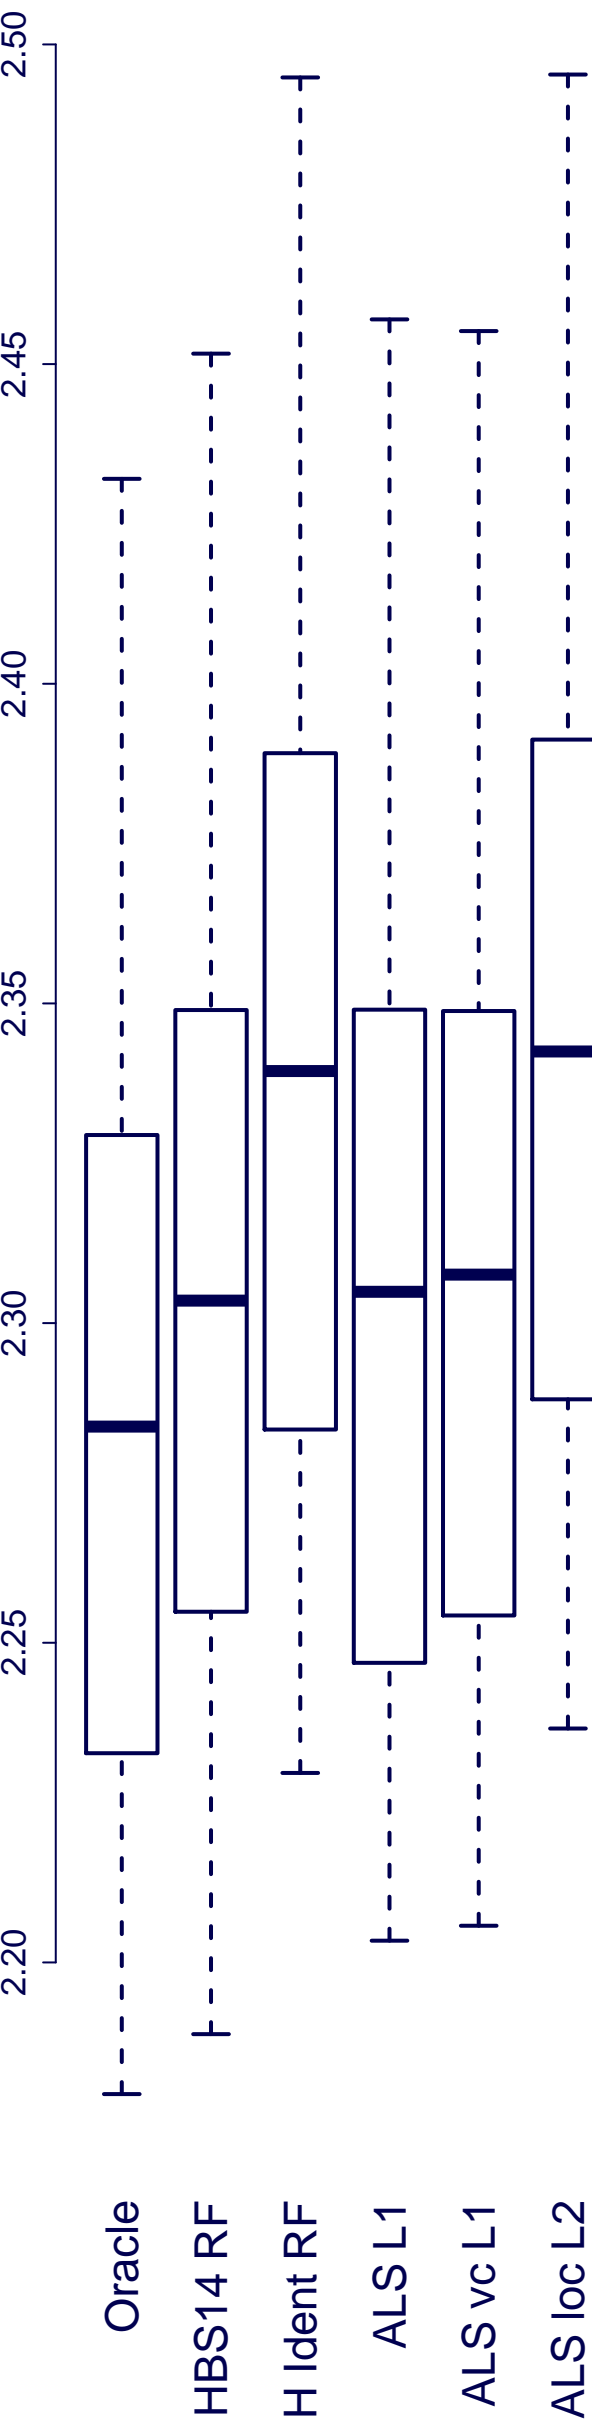 2.50
2.45
2.40
2.35
2.30
2.25
2.20
Oracle
HBS14 RF
H Ident RF
ALS L1
ALS vc L1
ALS loc L2